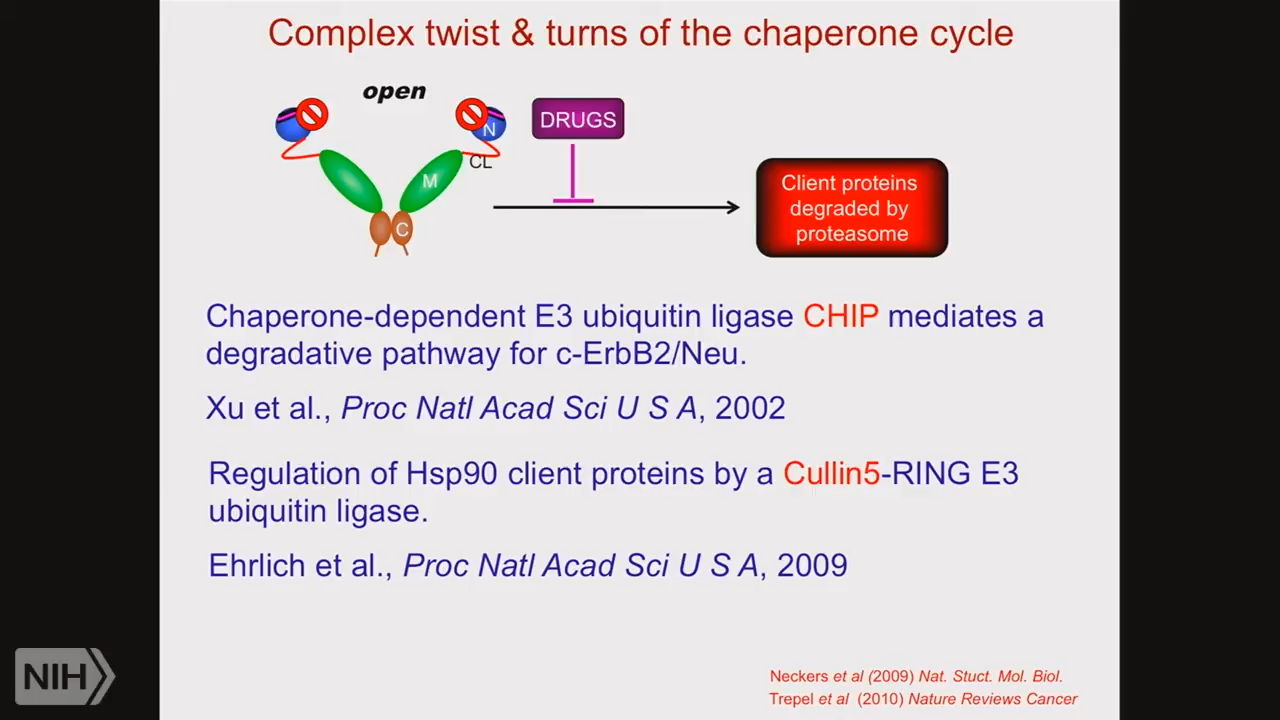 Complex twist & turns of the chaperone cycle
open
DRUGS
N
CL
M
C
Client proteins
degraded by
proteasome
Chaperone-dependent E3 ubiquitin ligase CHIP mediates a
degradative pathway for c-ErbB2/Neu.
Xu et al., Proc Natl Acad Sci U S A, 2002
Regulation of Hsp90 client proteins by a Cullin5-RING E3
ubiquitin ligase.
Ehrlich et al., Proc Natl Acad Sci U S A, 2009
NIH
Neckers et al (2009) Nat. Stuct. Mol. Biol.
Trepel et al (2010) Nature Reviews Cancer